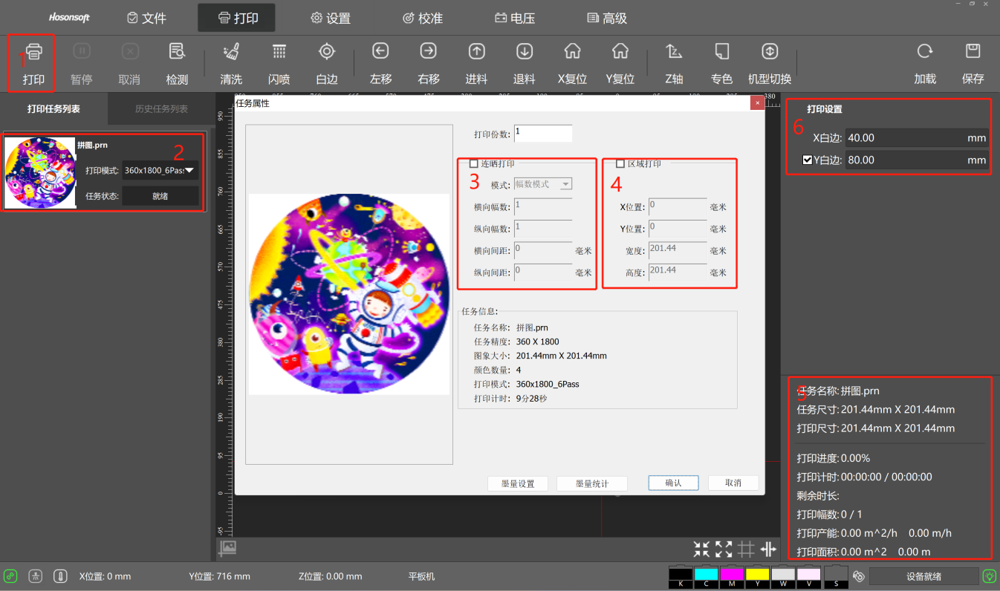 Hosonsoft 文件 打印 设置 校准 电压 高级
打印 暂停 取消 检测 清洗 闪喷 白边 左移 右移 进料 退料 X复位 Y复位 Z轴 专色 机型切换 加载 保存
1
打印任务列表 历史任务列表
拼图.prn
2
打印模式: 360x1800_6Pass
任务状态: 就绪
950
855
760
665
570
475
380
285
190
95
0
-95
380
任务属性
打印份数: 1
连晒打印
3
模式: 幅数模式
横向幅数: 1
纵向幅数: 1
横向间距: 0 毫米
纵向间距: 0 毫米
区域打印
4
X位置: 0 毫米
Y位置: 0 毫米
宽度: 201.44 毫米
高度: 201.44 毫米
任务信息:
任务名称: 拼图.prn
任务精度: 360 X 1800
图象大小: 201.44mm X 201.44mm
颜色数量: 4
打印模式: 360x1800_6Pass
打印计时: 9分28秒
墨量设置 墨量统计 确认 取消
打印设置
6
X白边: 40.00 mm
Y白边: 80.00 mm
5
任务名称: 拼图.prn
任务尺寸: 201.44mm X 201.44mm
打印尺寸: 201.44mm X 201.44mm
打印进度: 0.00%
打印计时: 00:00:00 / 00:00:00
剩余时长:
打印幅数: 0 / 1
打印产能: 0.00 m^2/h 0.00 m/h
打印面积: 0.00 m^2 0.00 m
X位置: 0 mm Y位置: 716 mm Z位置: 0.00 mm 平板机
K C M Y W V S 设备就绪